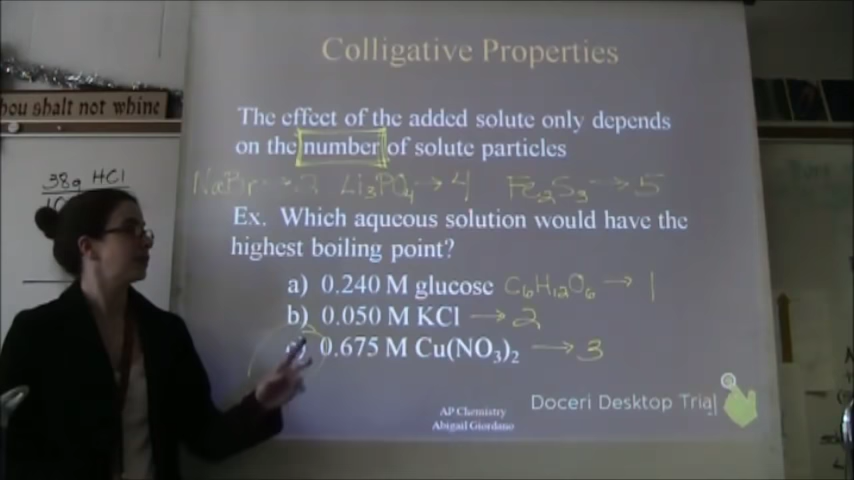 Colligative Properties
The effect of the added solute only depends
on the number of solute particles
NaBr → 2 Li₃PO₄ → 4 Fe₂S₃ → 5
Ex. Which aqueous solution would have the
highest boiling point?
a) 0.240 M glucose C₆H₁₂O₆ → 1
b) 0.050 M KCl → 2
0.675 M Cu(NO₃)₂ → 3
AP Chemistry
Abigail Giordano
Doceri Desktop Trial
hou shalt not whine
38g HCl